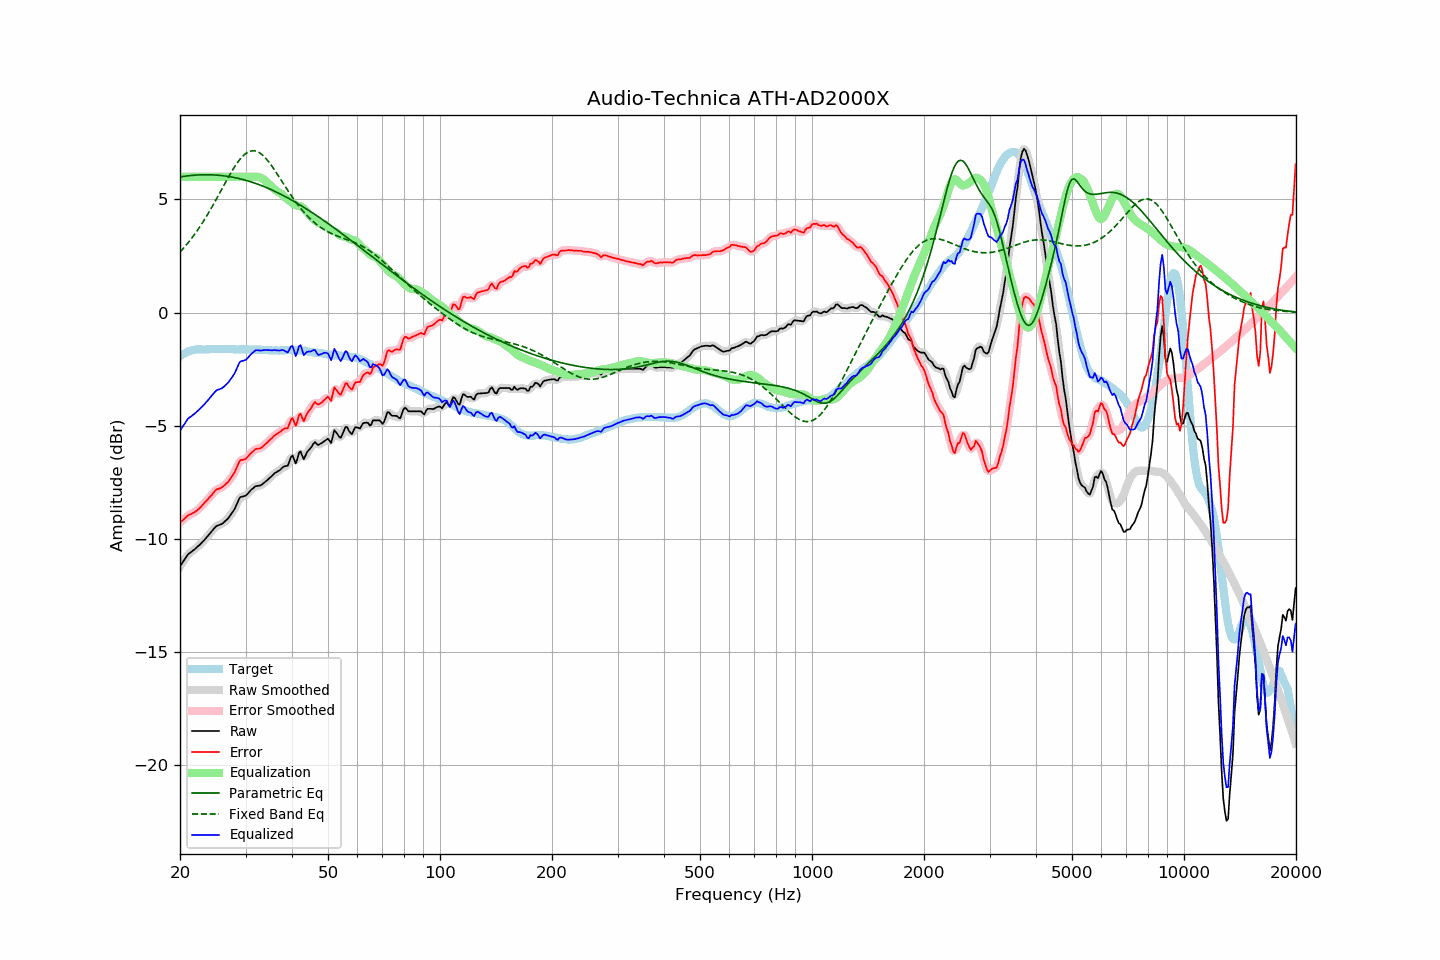 Audio-Technica ATH-AD2000X
Amplitude (dBr)
5
0
−5
−10
−15
−20
Target
Raw Smoothed
Error Smoothed
Raw
Error
Equalization
Parametric Eq
Fixed Band Eq
Equalized
20 50 100 200 500 1000 2000 5000 10000 20000
Frequency (Hz)